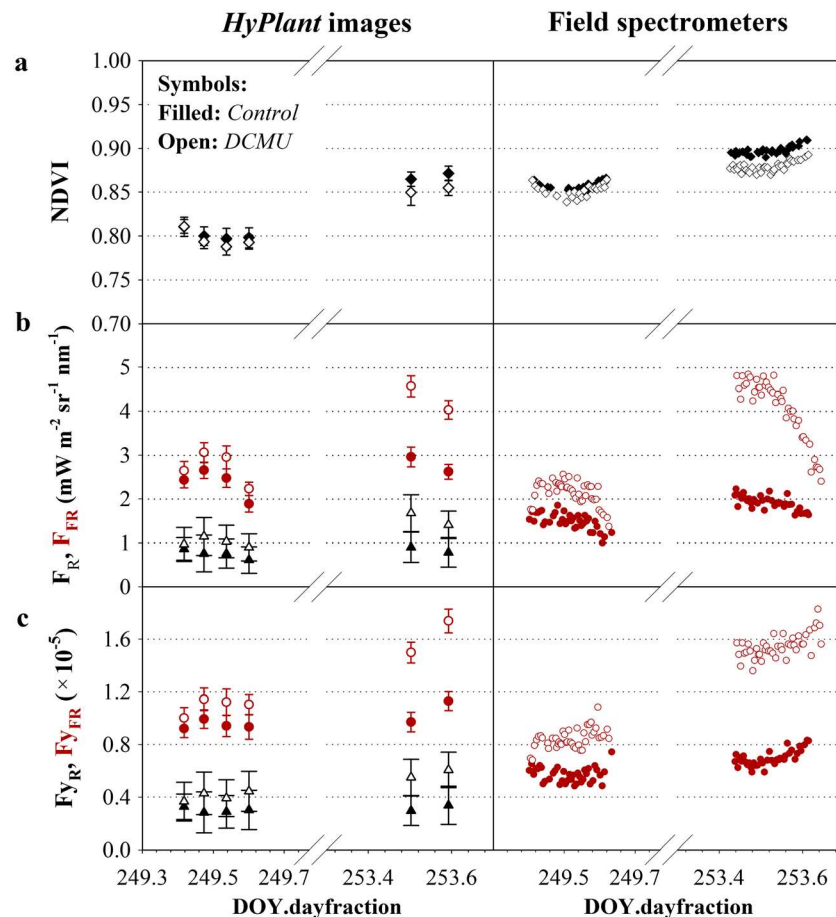 HyPlant images
Field spectrometers
a
1.00
0.95
0.90
0.85
0.80
0.75
0.70
NDVI
Symbols:
Filled: Control
Open: DCMU
b
5
4
3
2
1
0
F_R, F_FR (mW m⁻² sr⁻¹ nm⁻¹)
c
1.6
1.2
0.8
0.4
0.0
Fy_R, Fy_FR (× 10⁻⁵)
249.3 249.5 249.7 253.4 253.6 249.5 249.7 253.4 253.6
DOY.dayfraction DOY.dayfraction